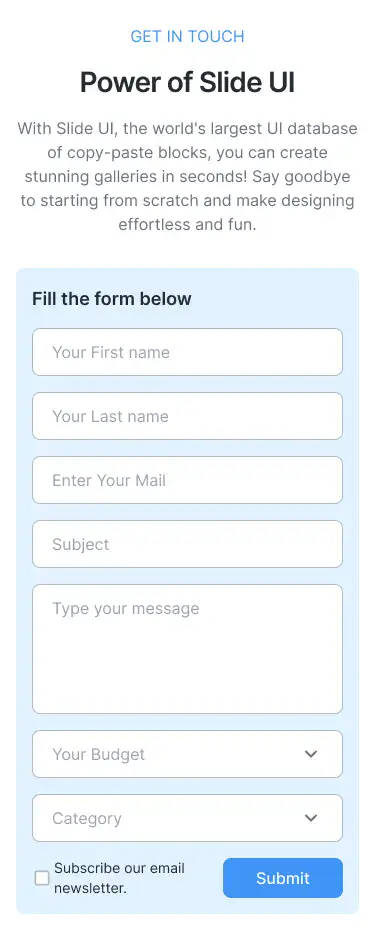 GET IN TOUCH
Power of Slide UI
With Slide UI, the world's largest UI database
of copy-paste blocks, you can create
stunning galleries in seconds! Say goodbye
to starting from scratch and make designing
effortless and fun.
Fill the form below
Your First name
Your Last name
Enter Your Mail
Subject
Type your message
Your Budget
Category
Subscribe our email
newsletter.
Submit